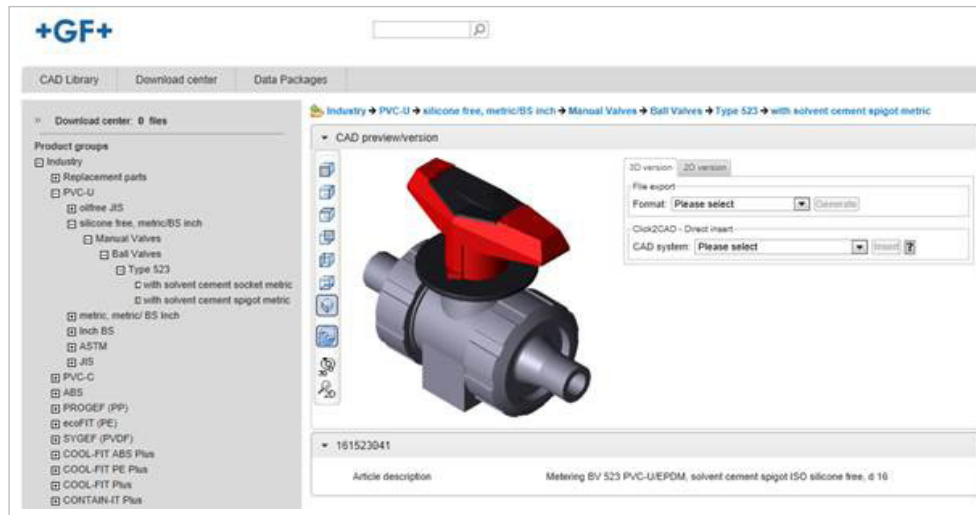 +GF+
CAD Library
Download center
Data Packages
» Download center: 0 files
Product groups
Industry
Replacement parts
PVC-U
oilfree JIS
silicone free, metric/BS inch
Manual Valves
Ball Valves
Type 523
with solvent cement socket metric
with solvent cement spigot metric
metric, metric/ BS Inch
Inch BS
ASTM
JIS
PVC-C
ABS
PROGEF (PP)
ecoFIT (PE)
SYGEF (PVDF)
COOL-FIT ABS Plus
COOL-FIT PE Plus
COOL-FIT Plus
CONTAIN-IT Plus
Industry → PVC-U → silicone free, metric/BS inch → Manual Valves → Ball Valves → Type 523 → with solvent cement spigot metric
CAD preview/version
3D
2D
3D version 2D version
File export
Format: Please select Generate
Click2CAD - Direct insert
CAD system: Please select Insert ?
161523041
Article description Metering BV 523 PVC-U/EPDM, solvent cement spigot ISO silicone free, d 16